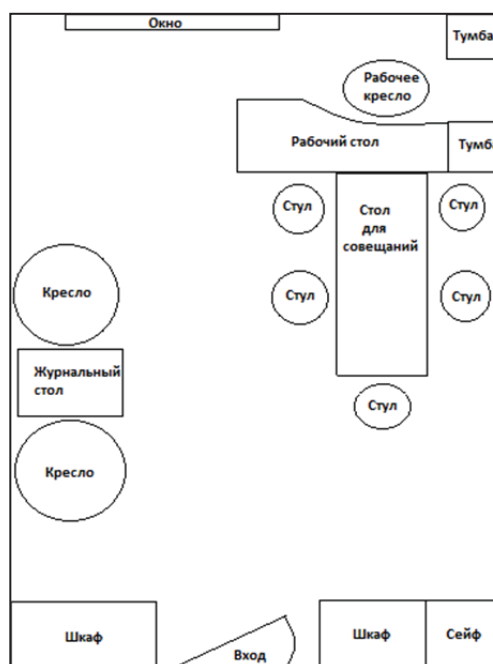 Окно
Тумба
Рабочее
кресло
Рабочий стол
Тумба
Стул
Стол
для
совещаний
Стул
Кресло
Стул
Стул
Журнальный
стол
Стул
Кресло
Шкаф
Вход
Шкаф
Сейф